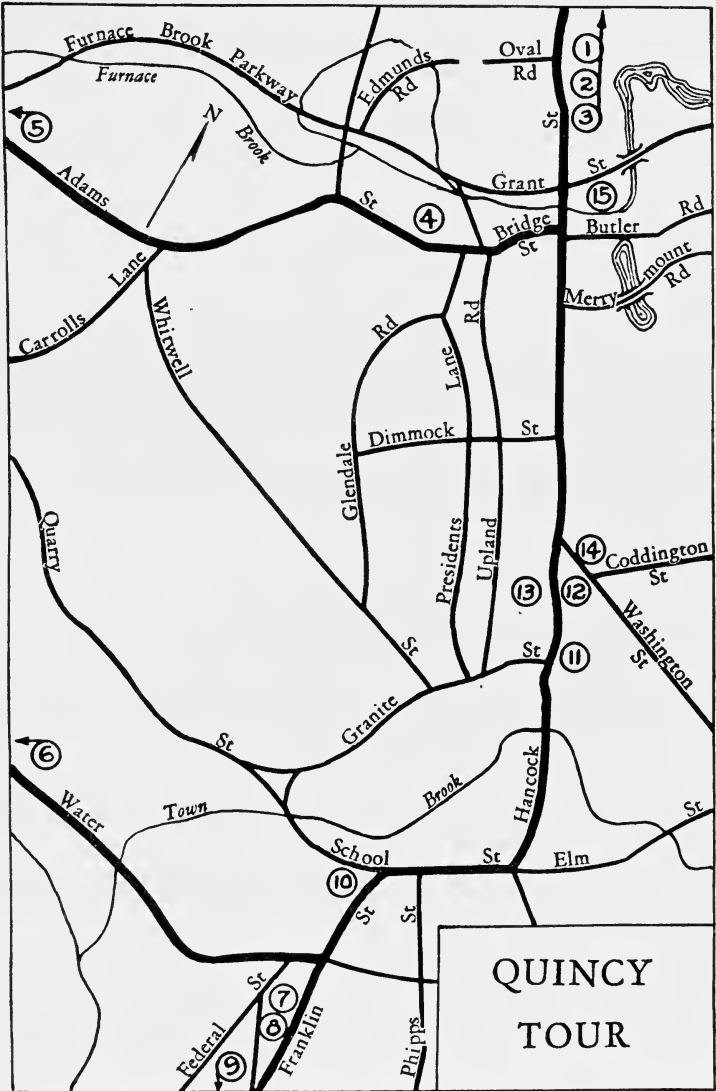 Furnace Brook Parkway
Furnace Brook
Edmunds Rd
Oval Rd
St
1
2
3
5
N
Adams St
4
Grant St
15
Bridge St
Butler Rd
Merrymount Rd
Carrolls Lane
Whitwell St
Glendale Rd
Presidents Lane
Upland Rd
Dimmock St
Quarry St
14
Coddington St
13
12
Washington St
11
Granite St
6
Water
Town Brook
Hancock
School St
Elm St
10
Franklin St
Federal St
7
8
9
Phipps St
QUINCY
TOUR